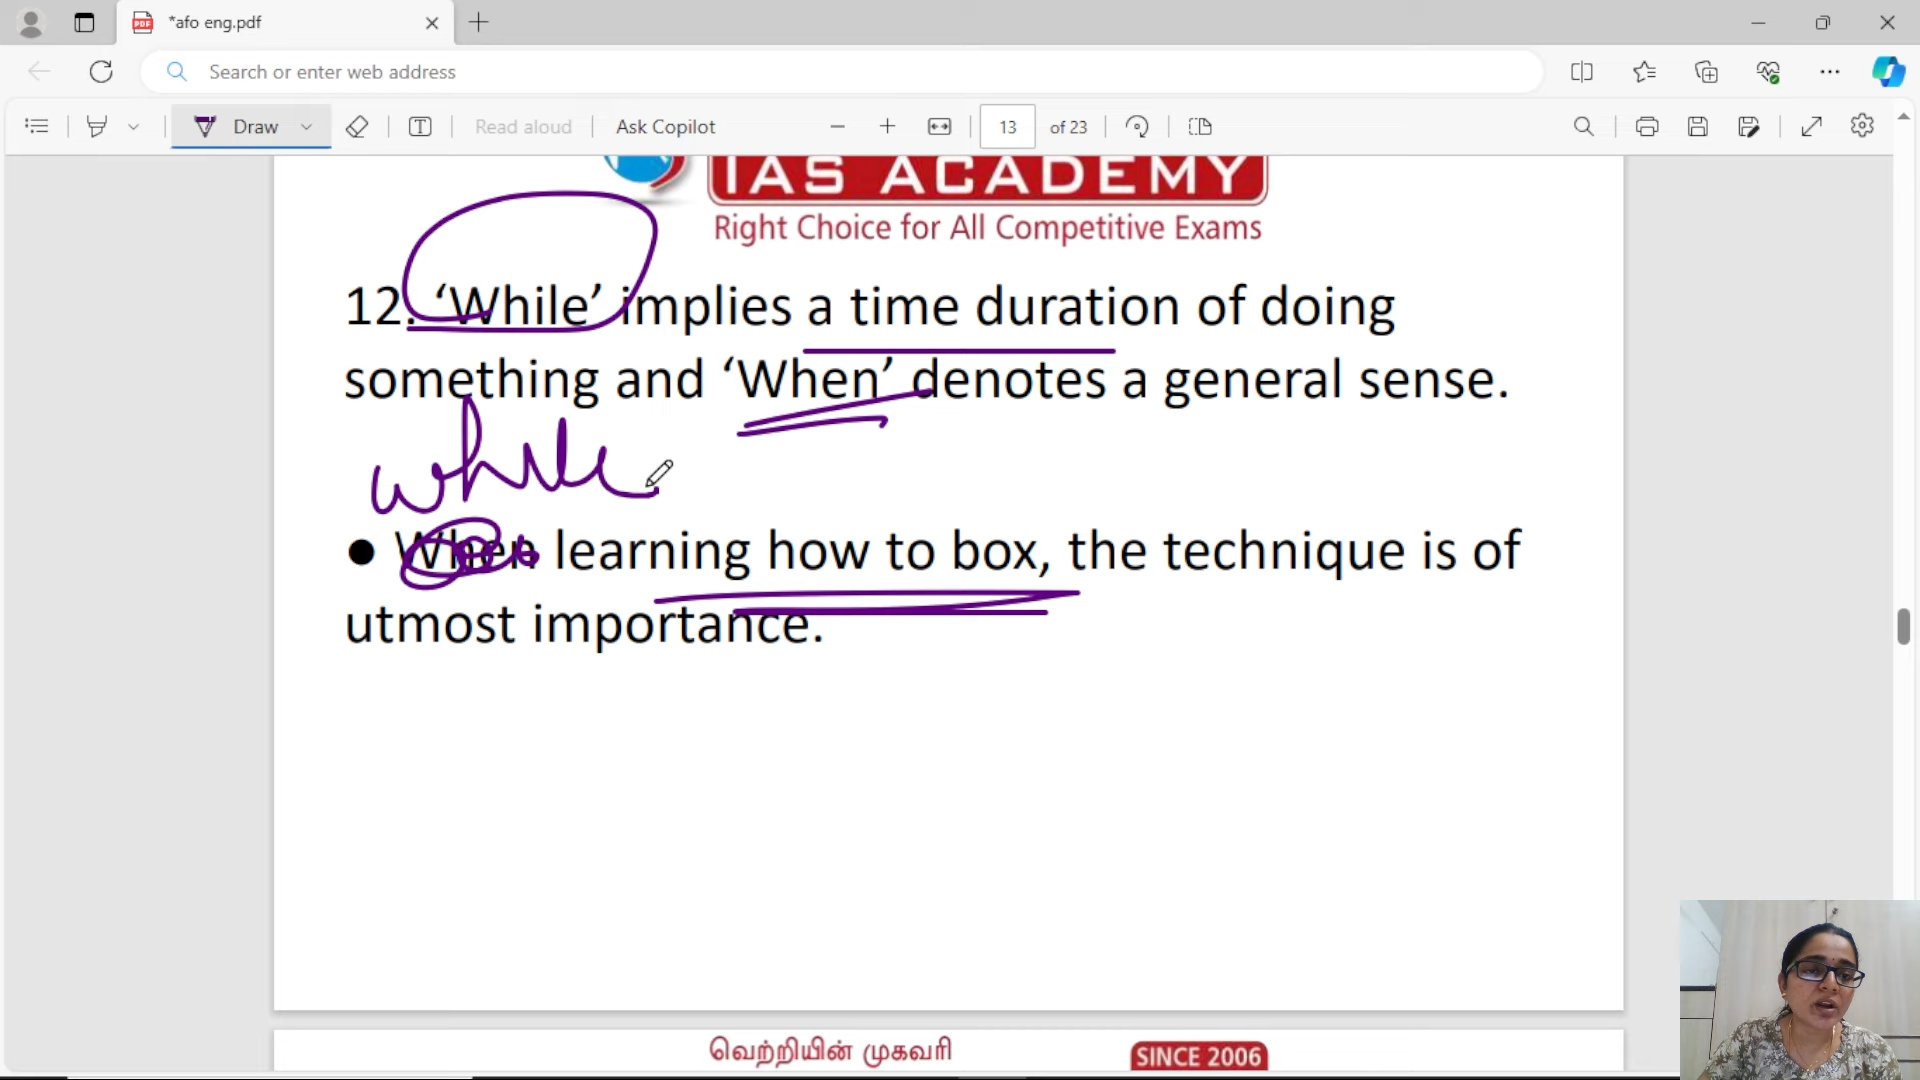 *afo eng.pdf
Search or enter web address
Draw
Read aloud
Ask Copilot
13
of 23
IAS ACADEMY
Right Choice for All Competitive Exams
12. ‘While’ implies a time duration of doing
something and ‘When’ denotes a general sense.
while
● When learning how to box, the technique is of
utmost importance.
வெற்றியின் முகவரி
SINCE 2006